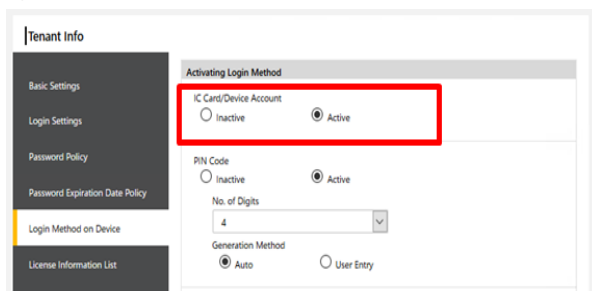 Tenant Info
Basic Settings
Login Settings
Password Policy
Password Expiration Date Policy
Login Method on Device
License Information List
Activating Login Method
IC Card/Device Account
Inactive Active
PIN Code
Inactive Active
No. of Digits
4
Generation Method
Auto User Entry